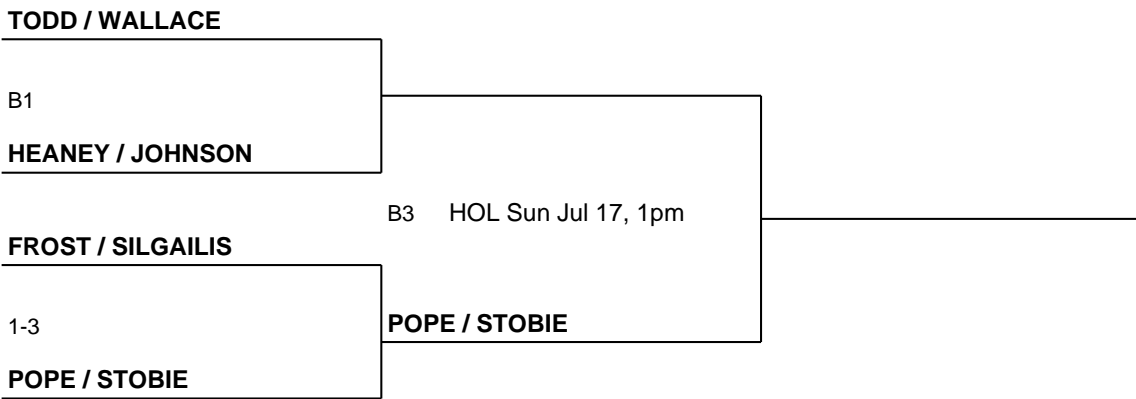 TODD / WALLACE
B1
HEANEY / JOHNSON
B3 HOL Sun Jul 17, 1pm
FROST / SILGAILIS
1-3
POPE / STOBIE
POPE / STOBIE